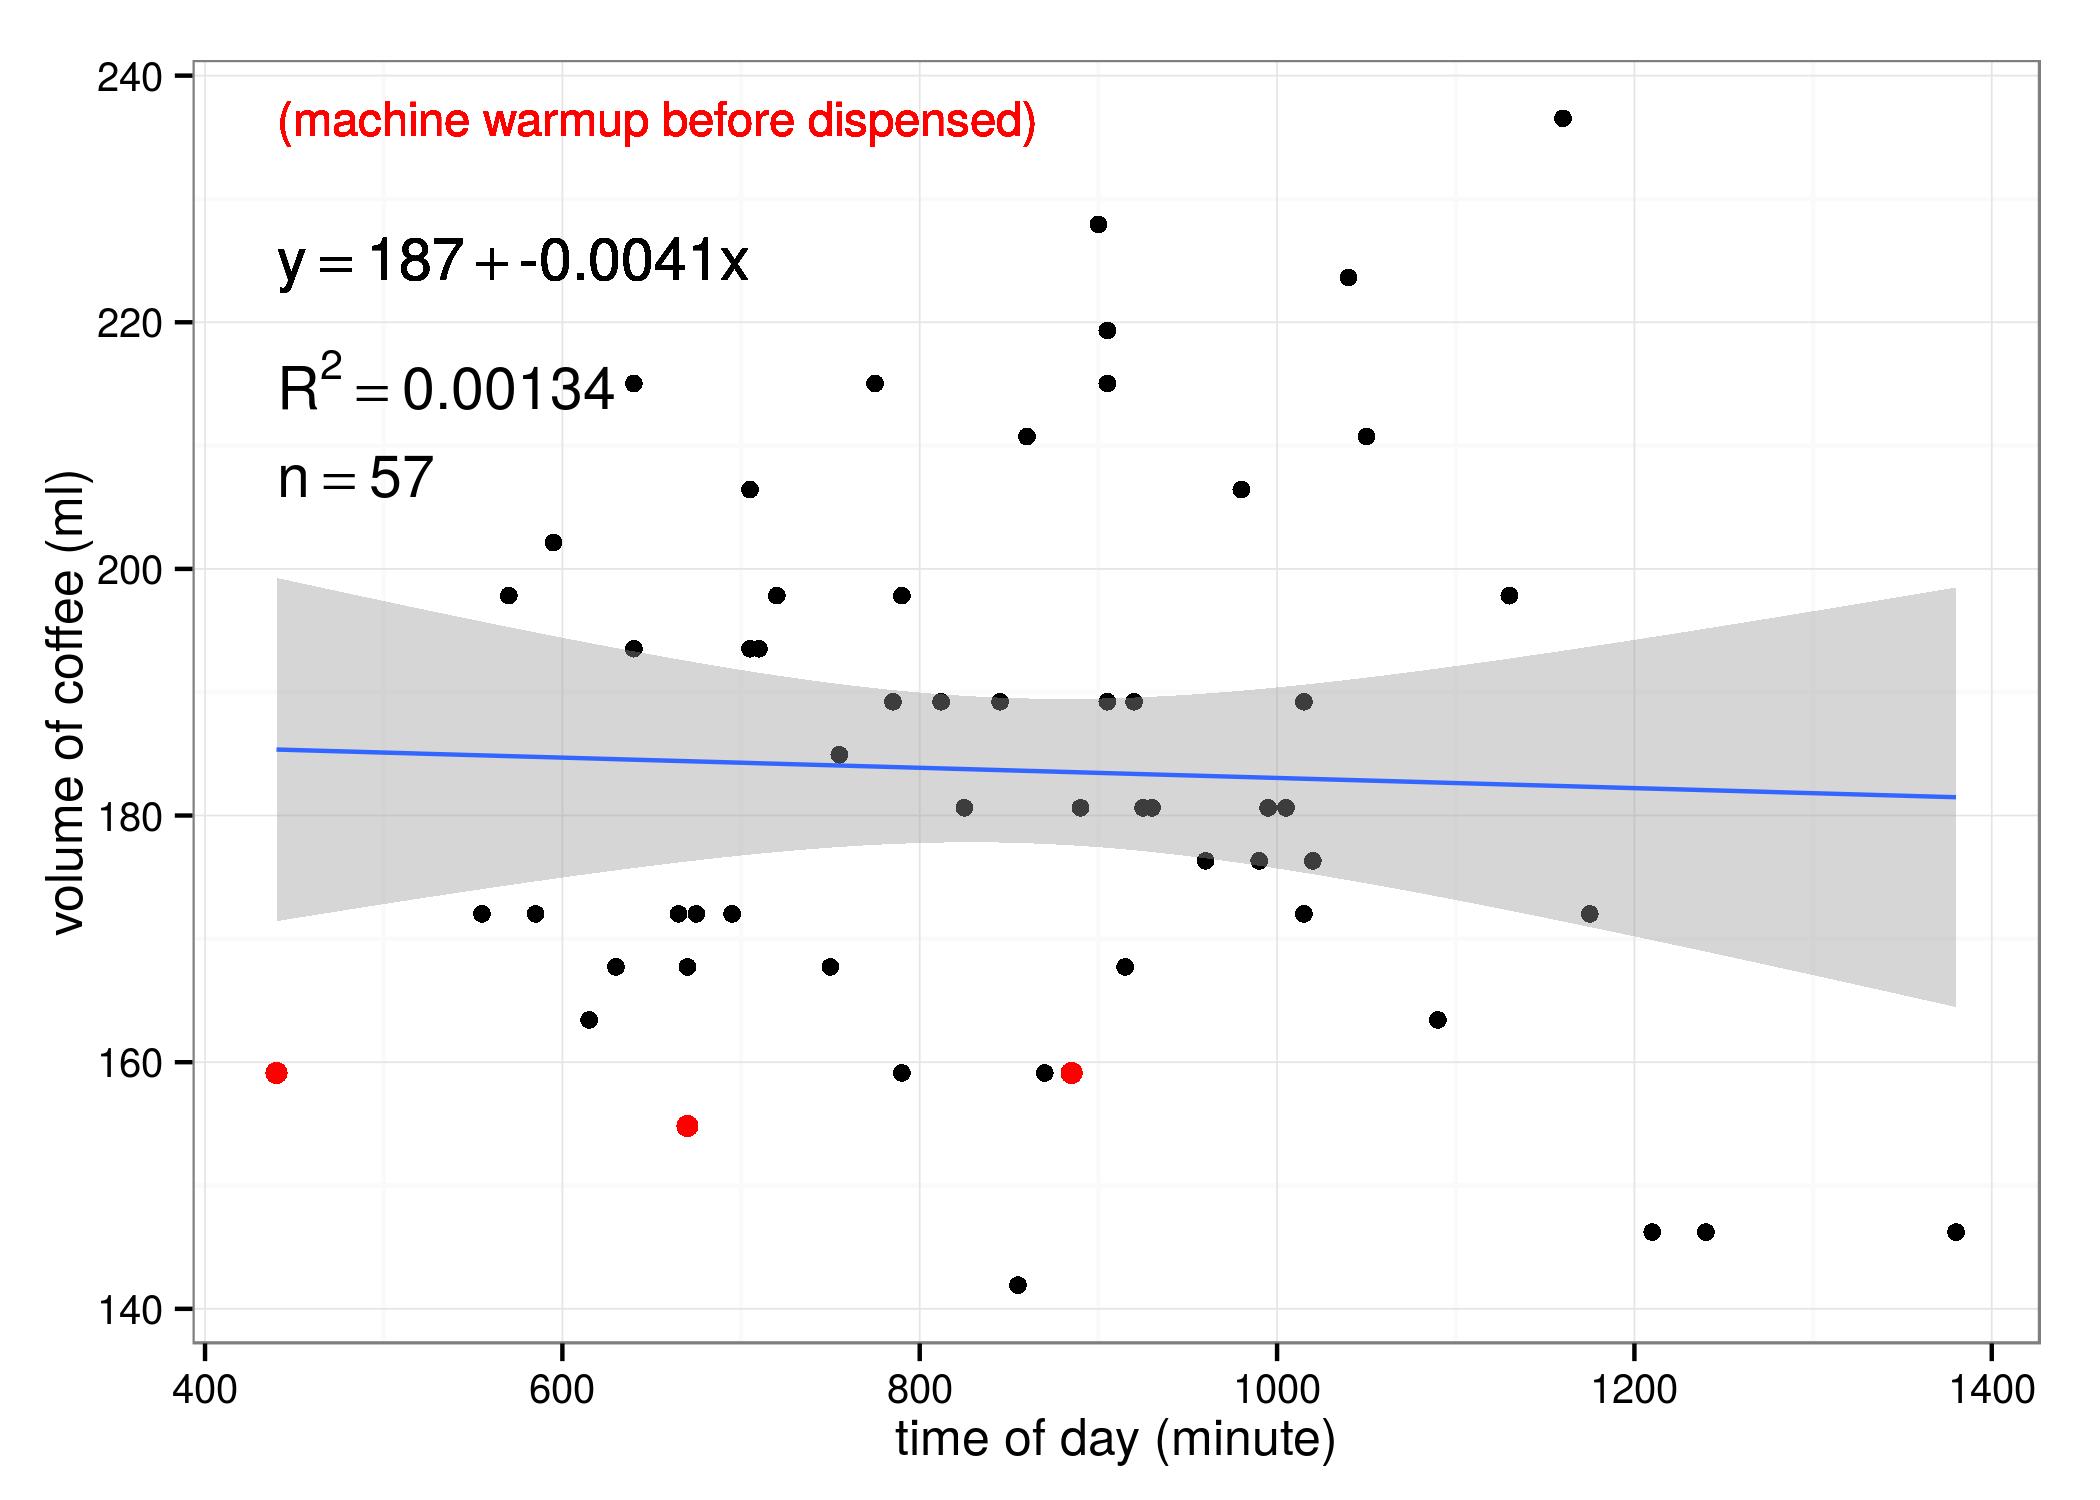 240
(machine warmup before dispensed)
y = 187 + -0.0041x
220
R² = 0.00134
n = 57
200
180
160
140
volume of coffee (ml)
400 600 800 1000 1200 1400
time of day (minute)